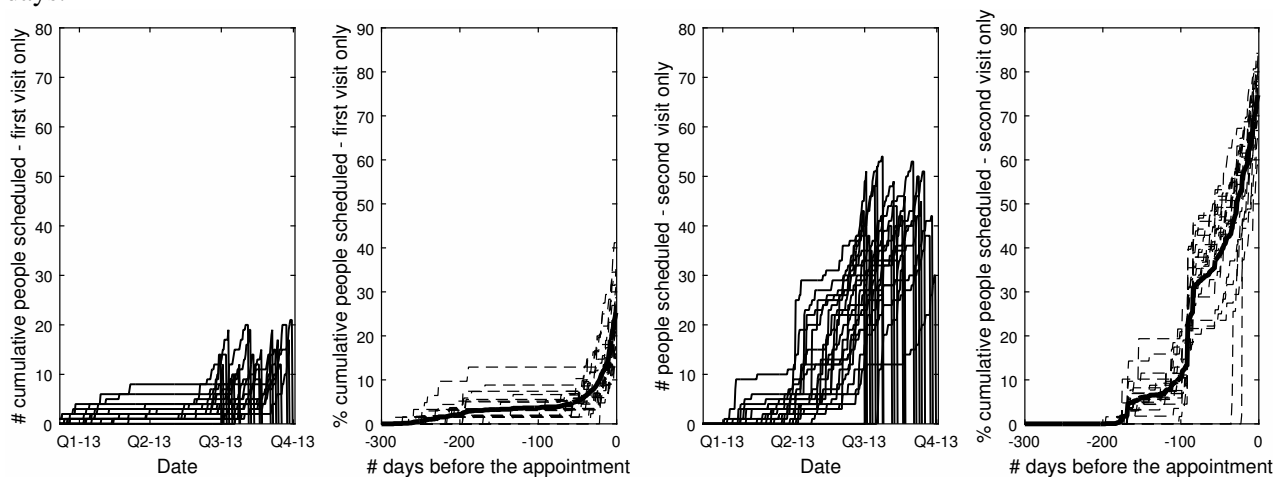 days.
# cumulative people scheduled - first visit only
80
70
60
50
40
30
20
10
0
Q1-13 Q2-13 Q3-13 Q4-13
Date
% cumulative people scheduled - first visit only
90
80
70
60
50
40
30
20
10
0
-300 -200 -100 0
# days before the appointment
# people scheduled - second visit only
80
70
60
50
40
30
20
10
0
Q1-13 Q2-13 Q3-13 Q4-13
Date
% cumulative people scheduled - second visit only
90
80
70
60
50
40
30
20
10
0
-300 -200 -100 0
# days before the appointment